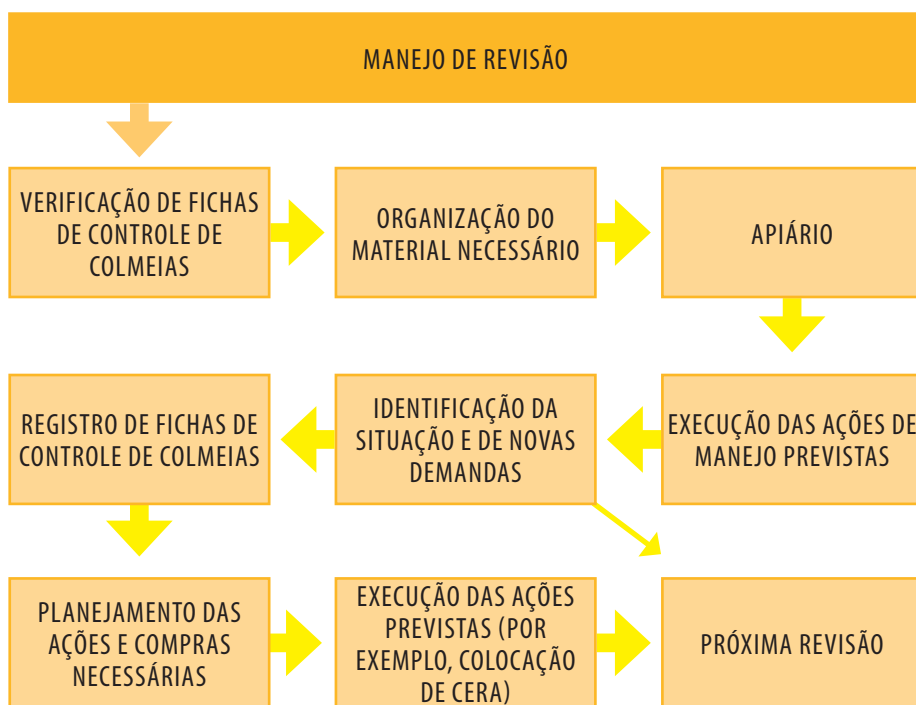 MANEJO DE REVISÃO
VERIFICAÇÃO DE FICHAS
DE CONTROLE DE
COLMEIAS
ORGANIZAÇÃO DO
MATERIAL NECESSÁRIO
APIÁRIO
EXECUÇÃO DAS AÇÕES DE
MANEJO PREVISTAS
IDENTIFICAÇÃO DA
SITUAÇÃO E DE NOVAS
DEMANDAS
REGISTRO DE FICHAS DE
CONTROLE DE COLMEIAS
PLANEJAMENTO DAS
AÇÕES E COMPRAS
NECESSÁRIAS
EXECUÇÃO DAS AÇÕES
PREVISTAS (POR
EXEMPLO, COLOCAÇÃO
DE CERA)
PRÓXIMA REVISÃO